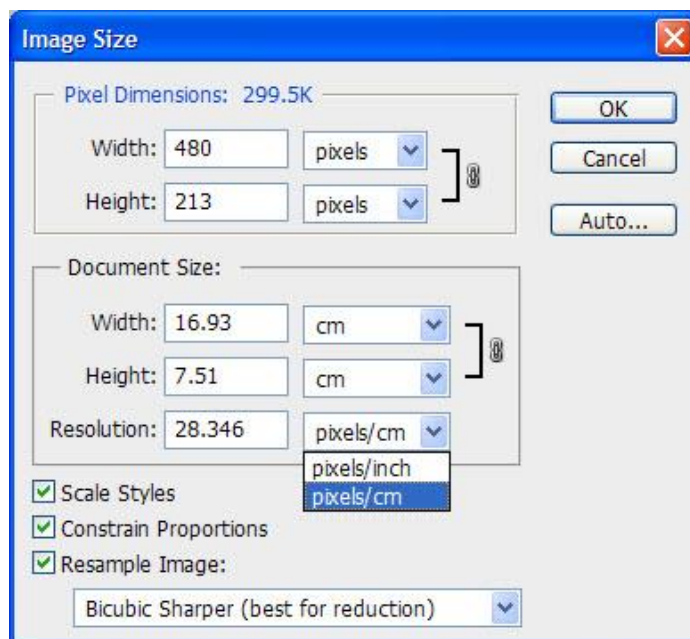 Image Size
Pixel Dimensions: 299.5K
OK
Width: 480 pixels
Cancel
Height: 213 pixels
Auto...
Document Size:
Width: 16.93 cm
Height: 7.51 cm
Resolution: 28.346 pixels/cm
pixels/inch
pixels/cm
Scale Styles
Constrain Proportions
Resample Image:
Bicubic Sharper (best for reduction)